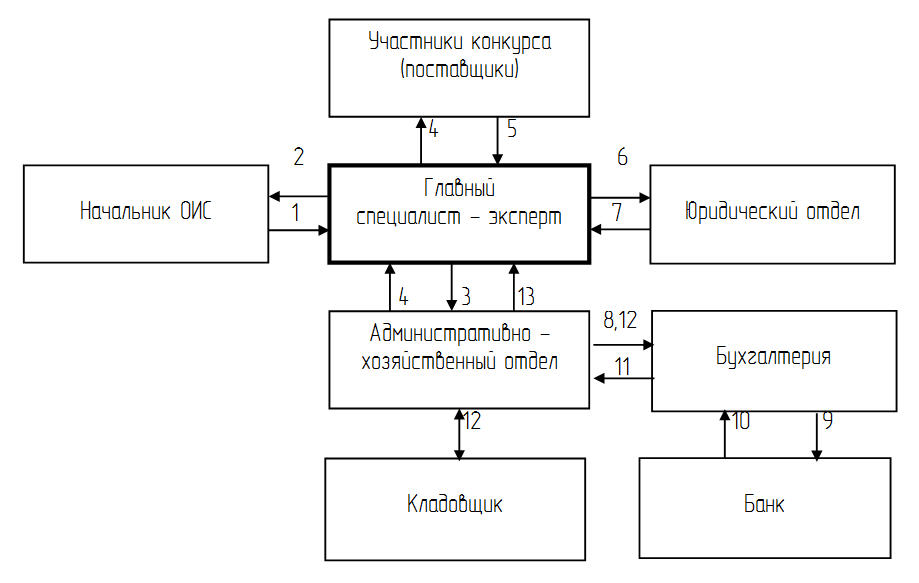 Участники конкурса
(поставщики)
4
5
2
6
Начальник ОИС
1
Главный
специалист – эксперт
7
Юридический отдел
4
3
13
Административно –
хозяйственный отдел
8,12
11
Бухгалтерия
12
10
9
Кладовщик
Банк